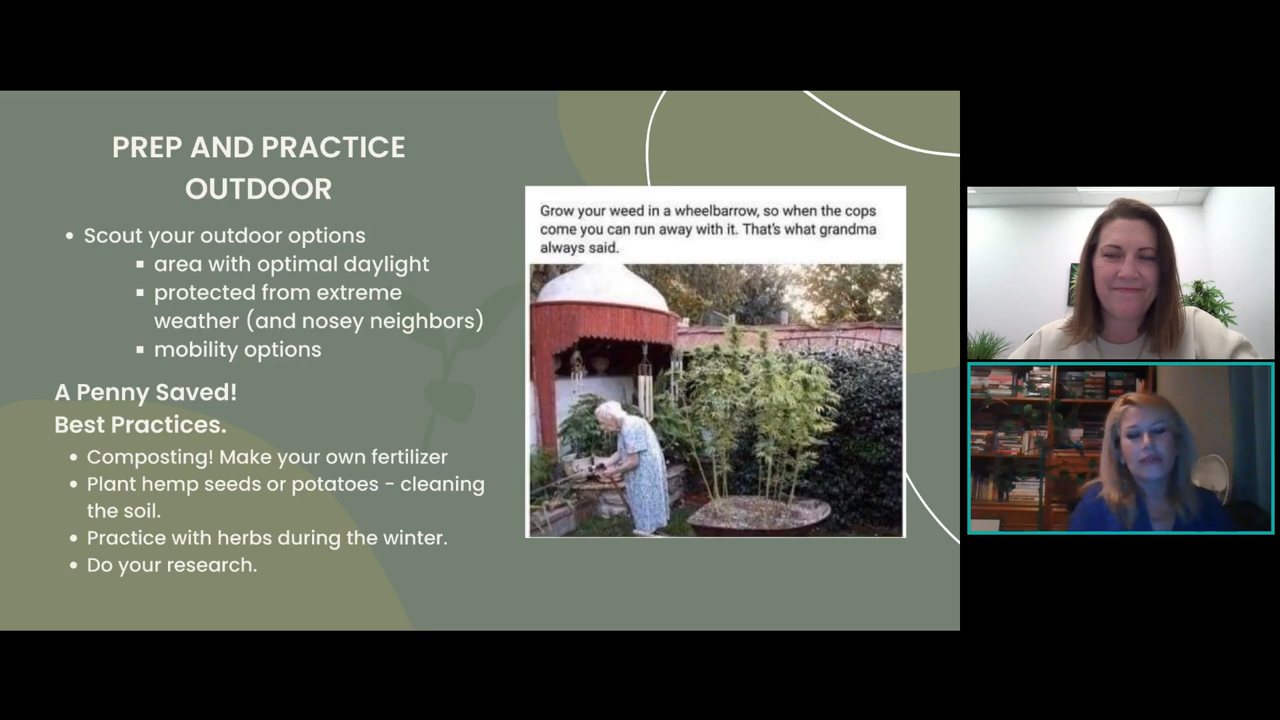 PREP AND PRACTICE
OUTDOOR
• Scout your outdoor options
▪ area with optimal daylight
▪ protected from extreme
weather (and nosey neighbors)
▪ mobility options
A Penny Saved!
Best Practices.
• Composting! Make your own fertilizer
• Plant hemp seeds or potatoes - cleaning
the soil.
• Practice with herbs during the winter.
• Do your research.
Grow your weed in a wheelbarrow, so when the cops
come you can run away with it. That's what grandma
always said.